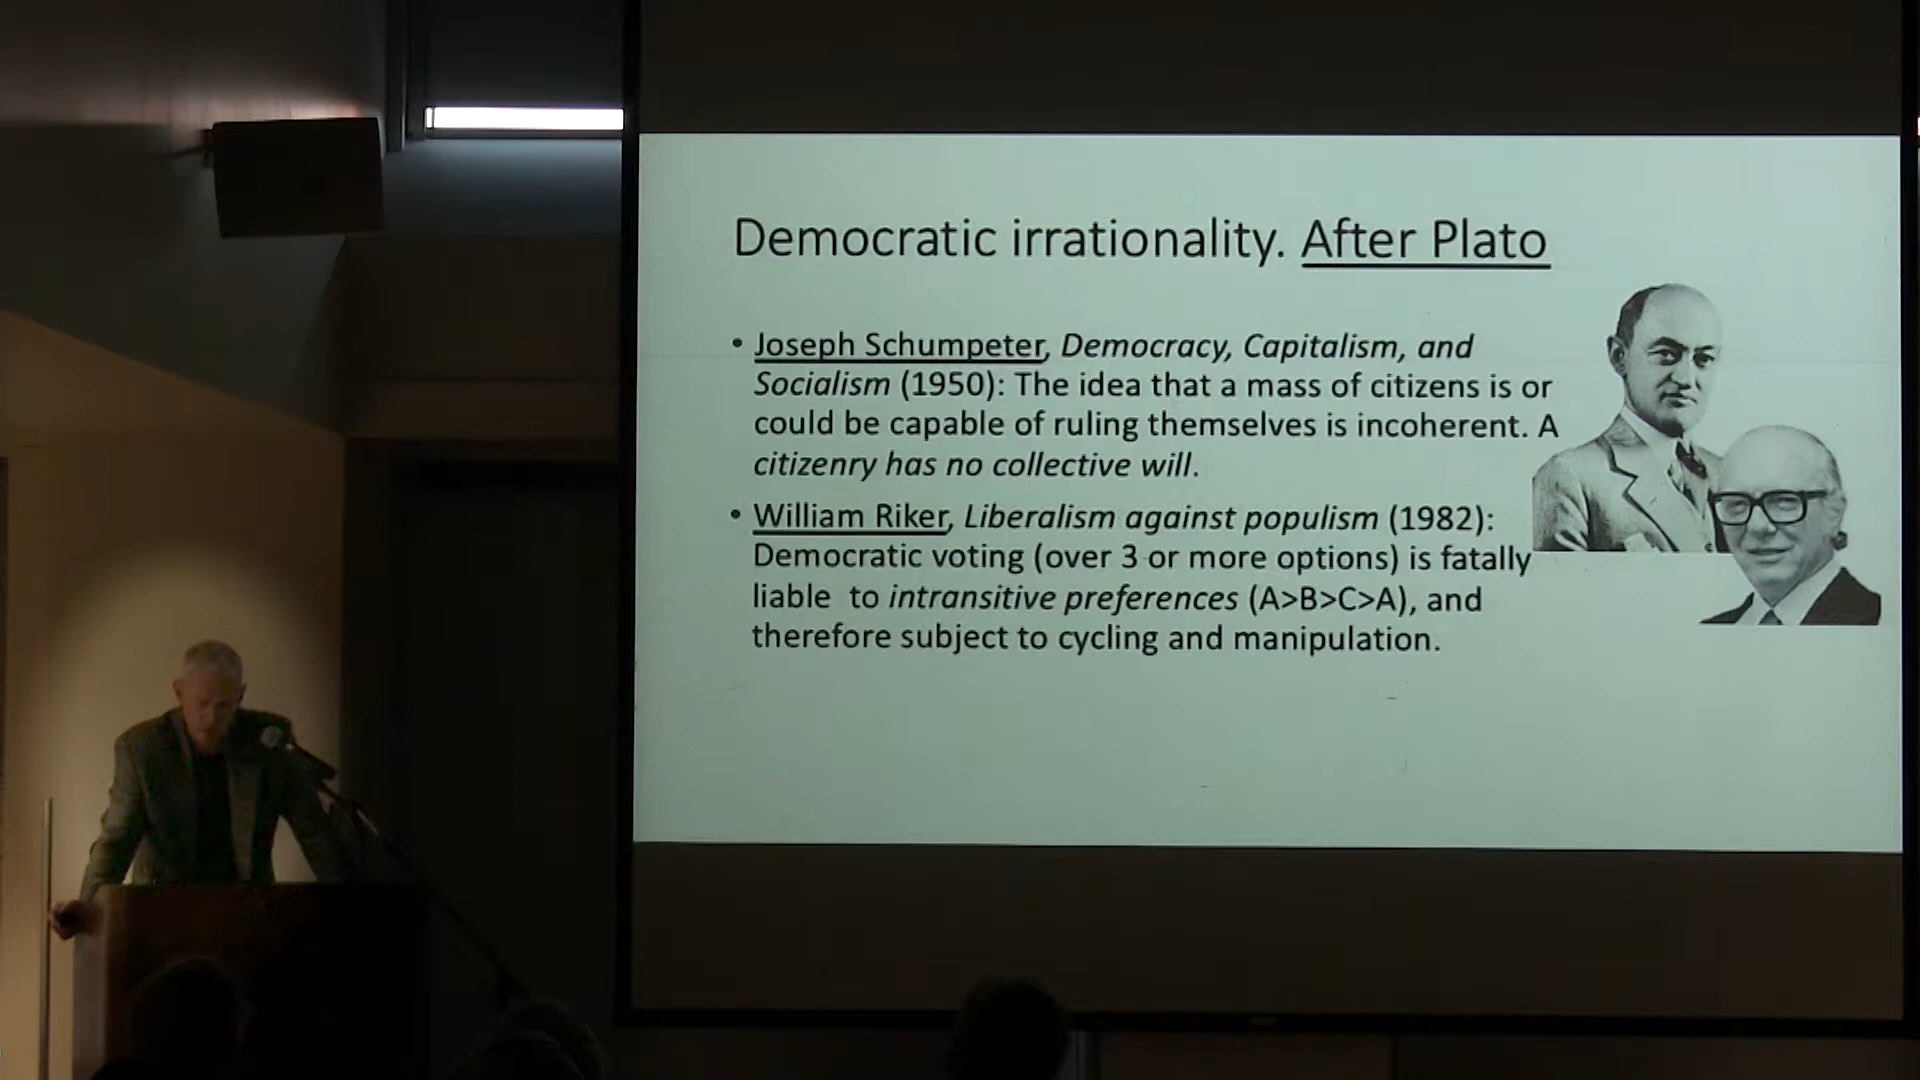 Democratic irrationality. After Plato
• Joseph Schumpeter, Democracy, Capitalism, and
Socialism (1950): The idea that a mass of citizens is or
could be capable of ruling themselves is incoherent. A
citizenry has no collective will.
• William Riker, Liberalism against populism (1982):
Democratic voting (over 3 or more options) is fatally
liable to intransitive preferences (A>B>C>A), and
therefore subject to cycling and manipulation.